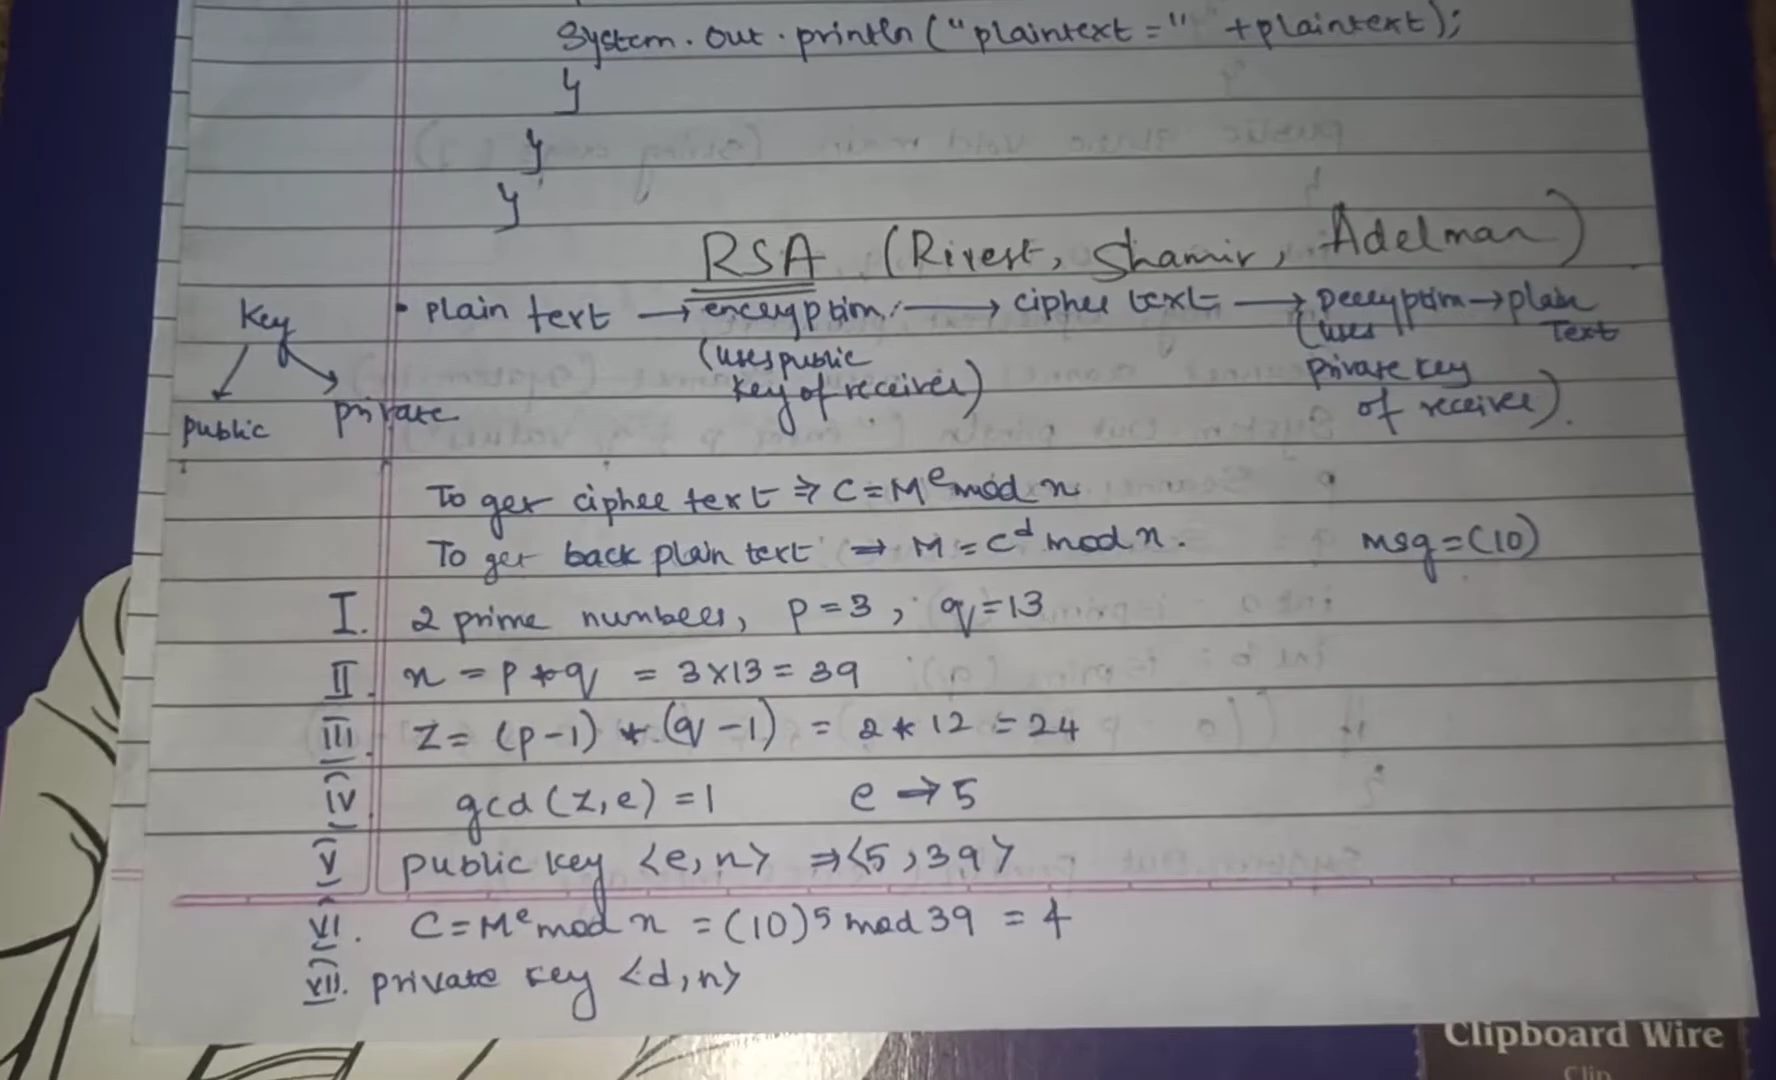 System.out.println("plaintext =" +plaintext);
}
}
}
RSA (Rivest, Shamir, Adelman)
Key
public
private
• plain text → encryption → cipher text → Decryption → plain Text
(uses public key of receiver)
(uses private key of receiver).
To get cipher text ⇒ C = M^e mod n
To get back plain text ⇒ M = C^d mod n.
msg = (10)
I. 2 prime numbers, p = 3, q = 13
II. n = p * q = 3 x 13 = 39
III. Z = (p-1) * (q-1) = 2 * 12 = 24
IV gcd (z, e) = 1 e → 5
V public key <e, n> ⇒ <5, 39>
VI. C = M^e mod n = (10)^5 mod 39 = 4
VII. private key <d, n>
Clipboard Wire
Clip